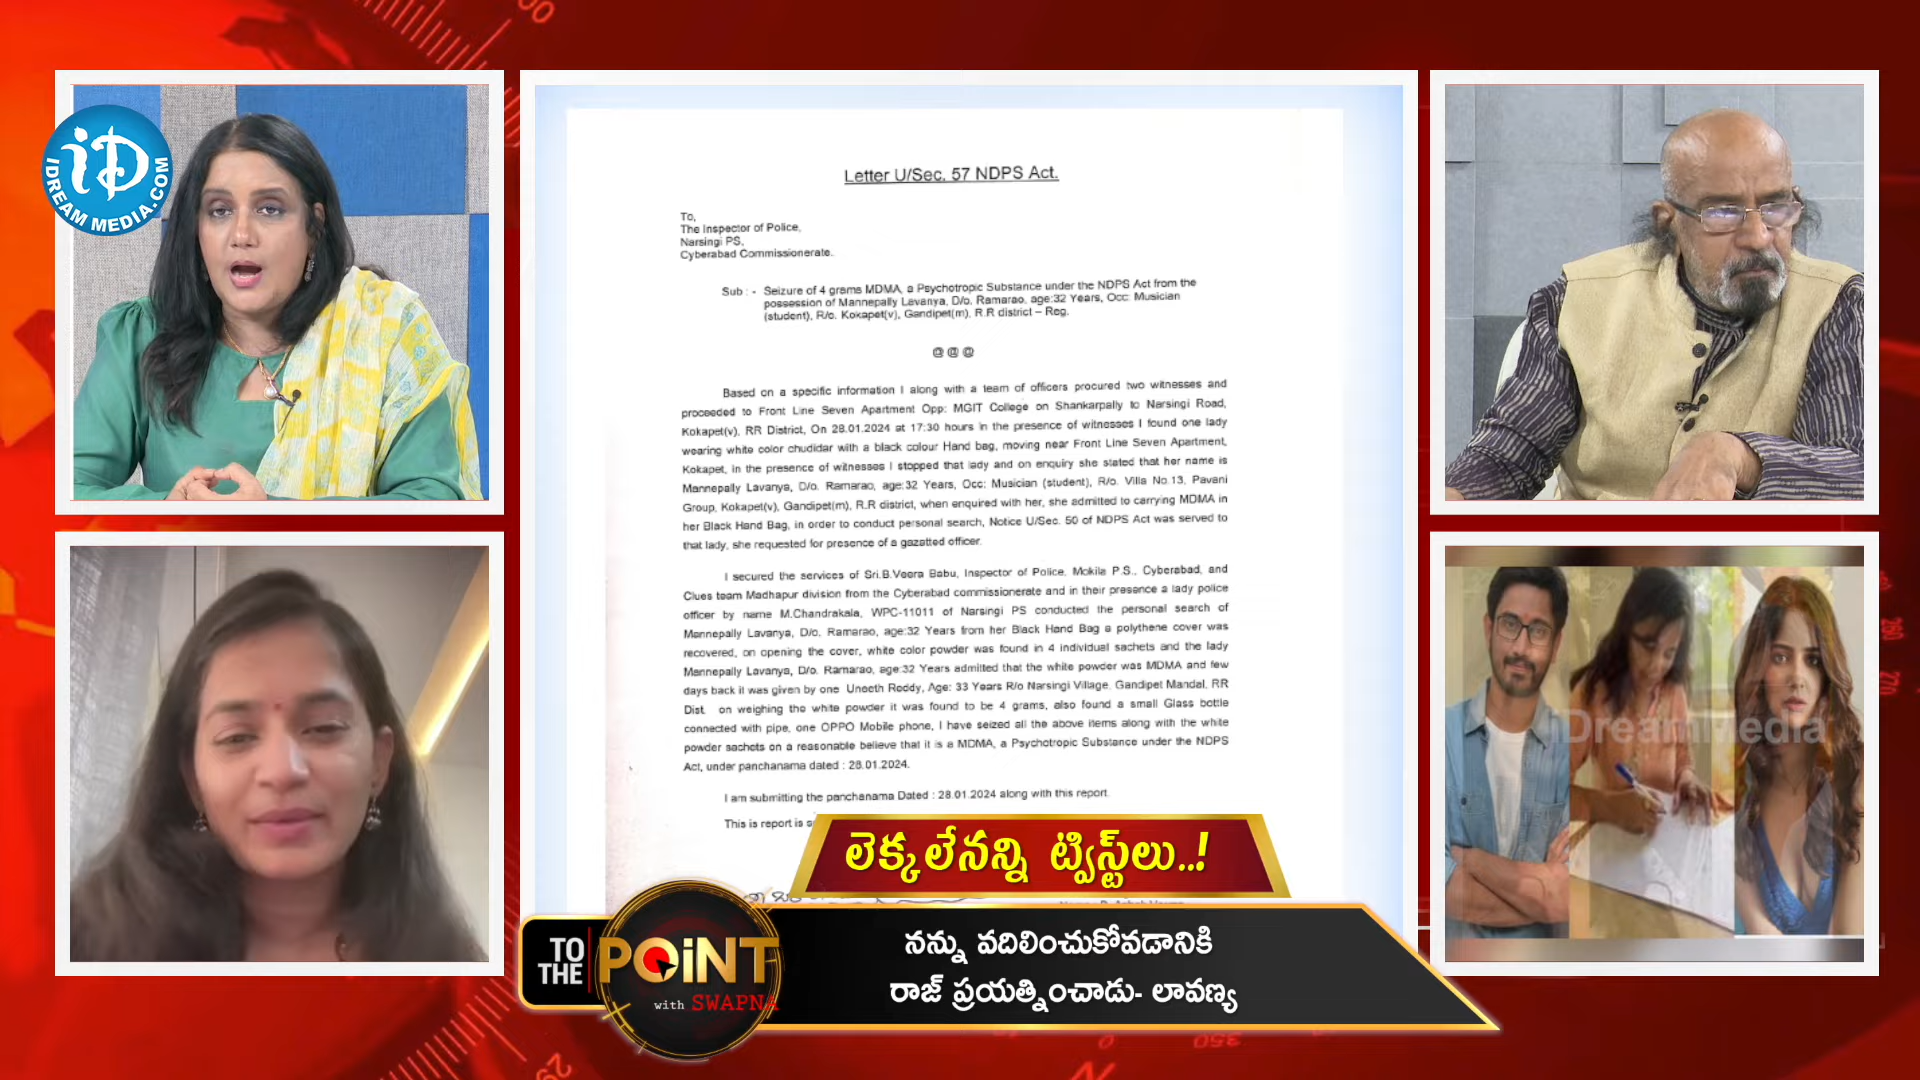 iD
IDREAM MEDIA.COM
Letter U/Sec. 57 NDPS Act.
To,
The Inspector of Police,
Narsingi PS,
Cyberabad Commissionerate.
Sub : - Seizure of 4 grams MDMA, a Psychotropic Substance under the NDPS Act from the
possession of Mannepally Lavanya, D/o. Ramarao, age:32 Years, Occ: Musician
(student), R/o. Kokapet(v), Gandipet(m), R.R district – Reg.
@@@
Based on a specific information I along with a team of officers procured two witnesses and
proceeded to Front Line Seven Apartment Opp: MGIT College on Shankarpally to Narsingi Road,
Kokapet(v), RR District, On 28.01.2024 at 17:30 hours in the presence of witnesses I found one lady
wearing white color chudidar with a black colour Hand bag, moving near Front Line Seven Apartment,
Kokapet, in the presence of witnesses I stopped that lady and on enquiry she stated that her name is
Mannepally Lavanya, D/o. Ramarao, age:32 Years, Occ: Musician (student), R/o. Villa No.13, Pavani
Group, Kokapet(v), Gandipet(m), R.R district, when enquired with her, she admitted to carrying MDMA in
her Black Hand Bag, in order to conduct personal search, Notice U/Sec. 50 of NDPS Act was served to
that lady, she requested for presence of a gazatted officer.
I secured the services of Sri.B.Veera Babu, Inspector of Police, Mokila P.S., Cyberabad, and
Clues team Madhapur division from the Cyberabad commissionerate and in their presence a lady police
officer by name M.Chandrakala, WPC-11011 of Narsingi PS conducted the personal search of
Mannepally Lavanya, D/o. Ramarao, age:32 Years from her Black Hand Bag a polythene cover was
recovered, on opening the cover, white color powder was found in 4 individual sachets and the lady
Mannepally Lavanya, D/o. Ramarao, age:32 Years admitted that the white powder was MDMA and few
days back it was given by one Uneeth Reddy, Age: 33 Years R/o Narsingi Village, Gandipet Mandal, RR
Dist. on weighing the white powder it was found to be 4 grams, also found a small Glass bottle
connected with pipe, one OPPO Mobile phone, I have seized all the above items along with the white
powder sachets on a reasonable believe that it is a MDMA, a Psychotropic Substance under the NDPS
Act, under panchanama dated : 28.01.2024.
I am submitting the panchanama Dated : 28.01.2024 along with this report.
This is report is
iDreamMedia
లెక్కలేనన్ని ట్విస్ట్‌లు..!
TO THE POiNT
with SWAPNA
నన్ను వదిలించుకోవడానికి
రాజ్ ప్రయత్నించాడు- లావణ్య